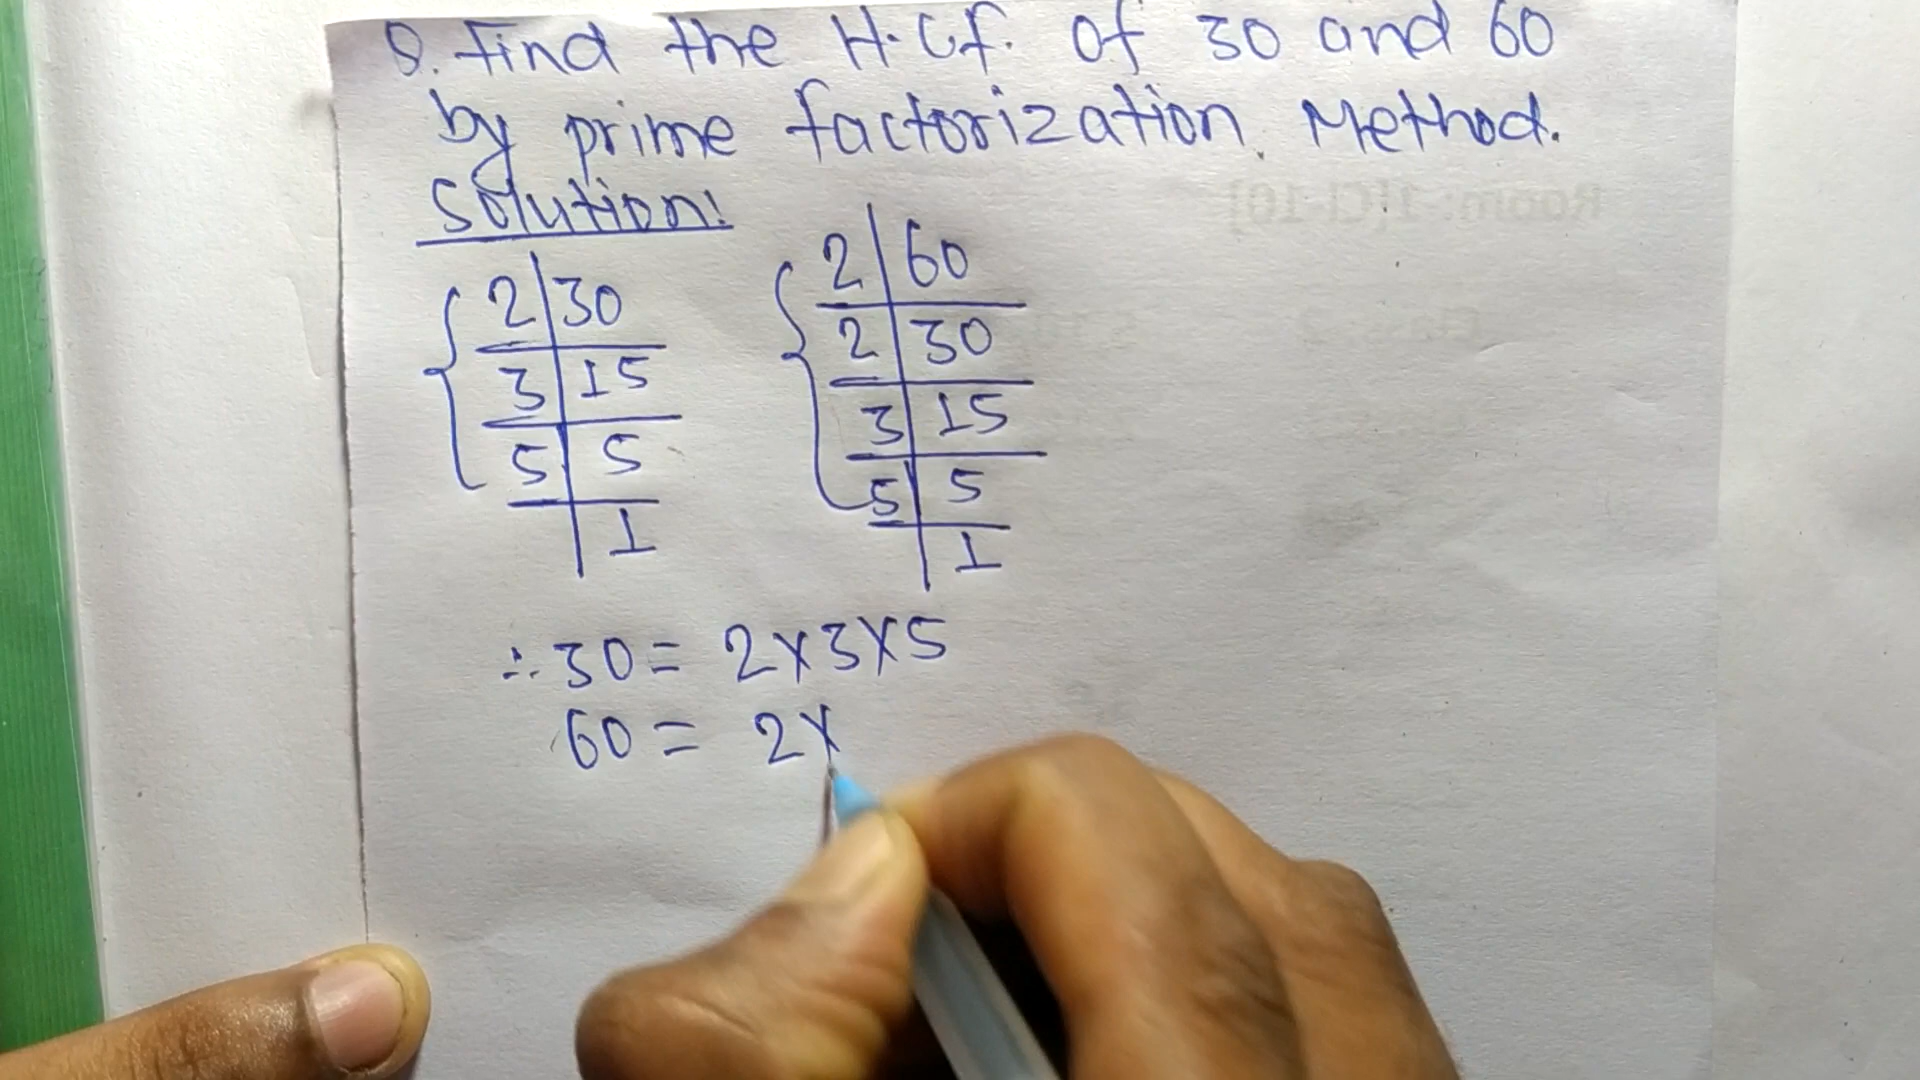 Q. Find the H.C.F. Of 30 and 60
by prime factorization. Method.
Solution:
2 | 30
3 | 15
5 | 5
1
2 | 60
2 | 30
3 | 15
5 | 5
1
∴ 30 = 2×3×5
60 = 2×